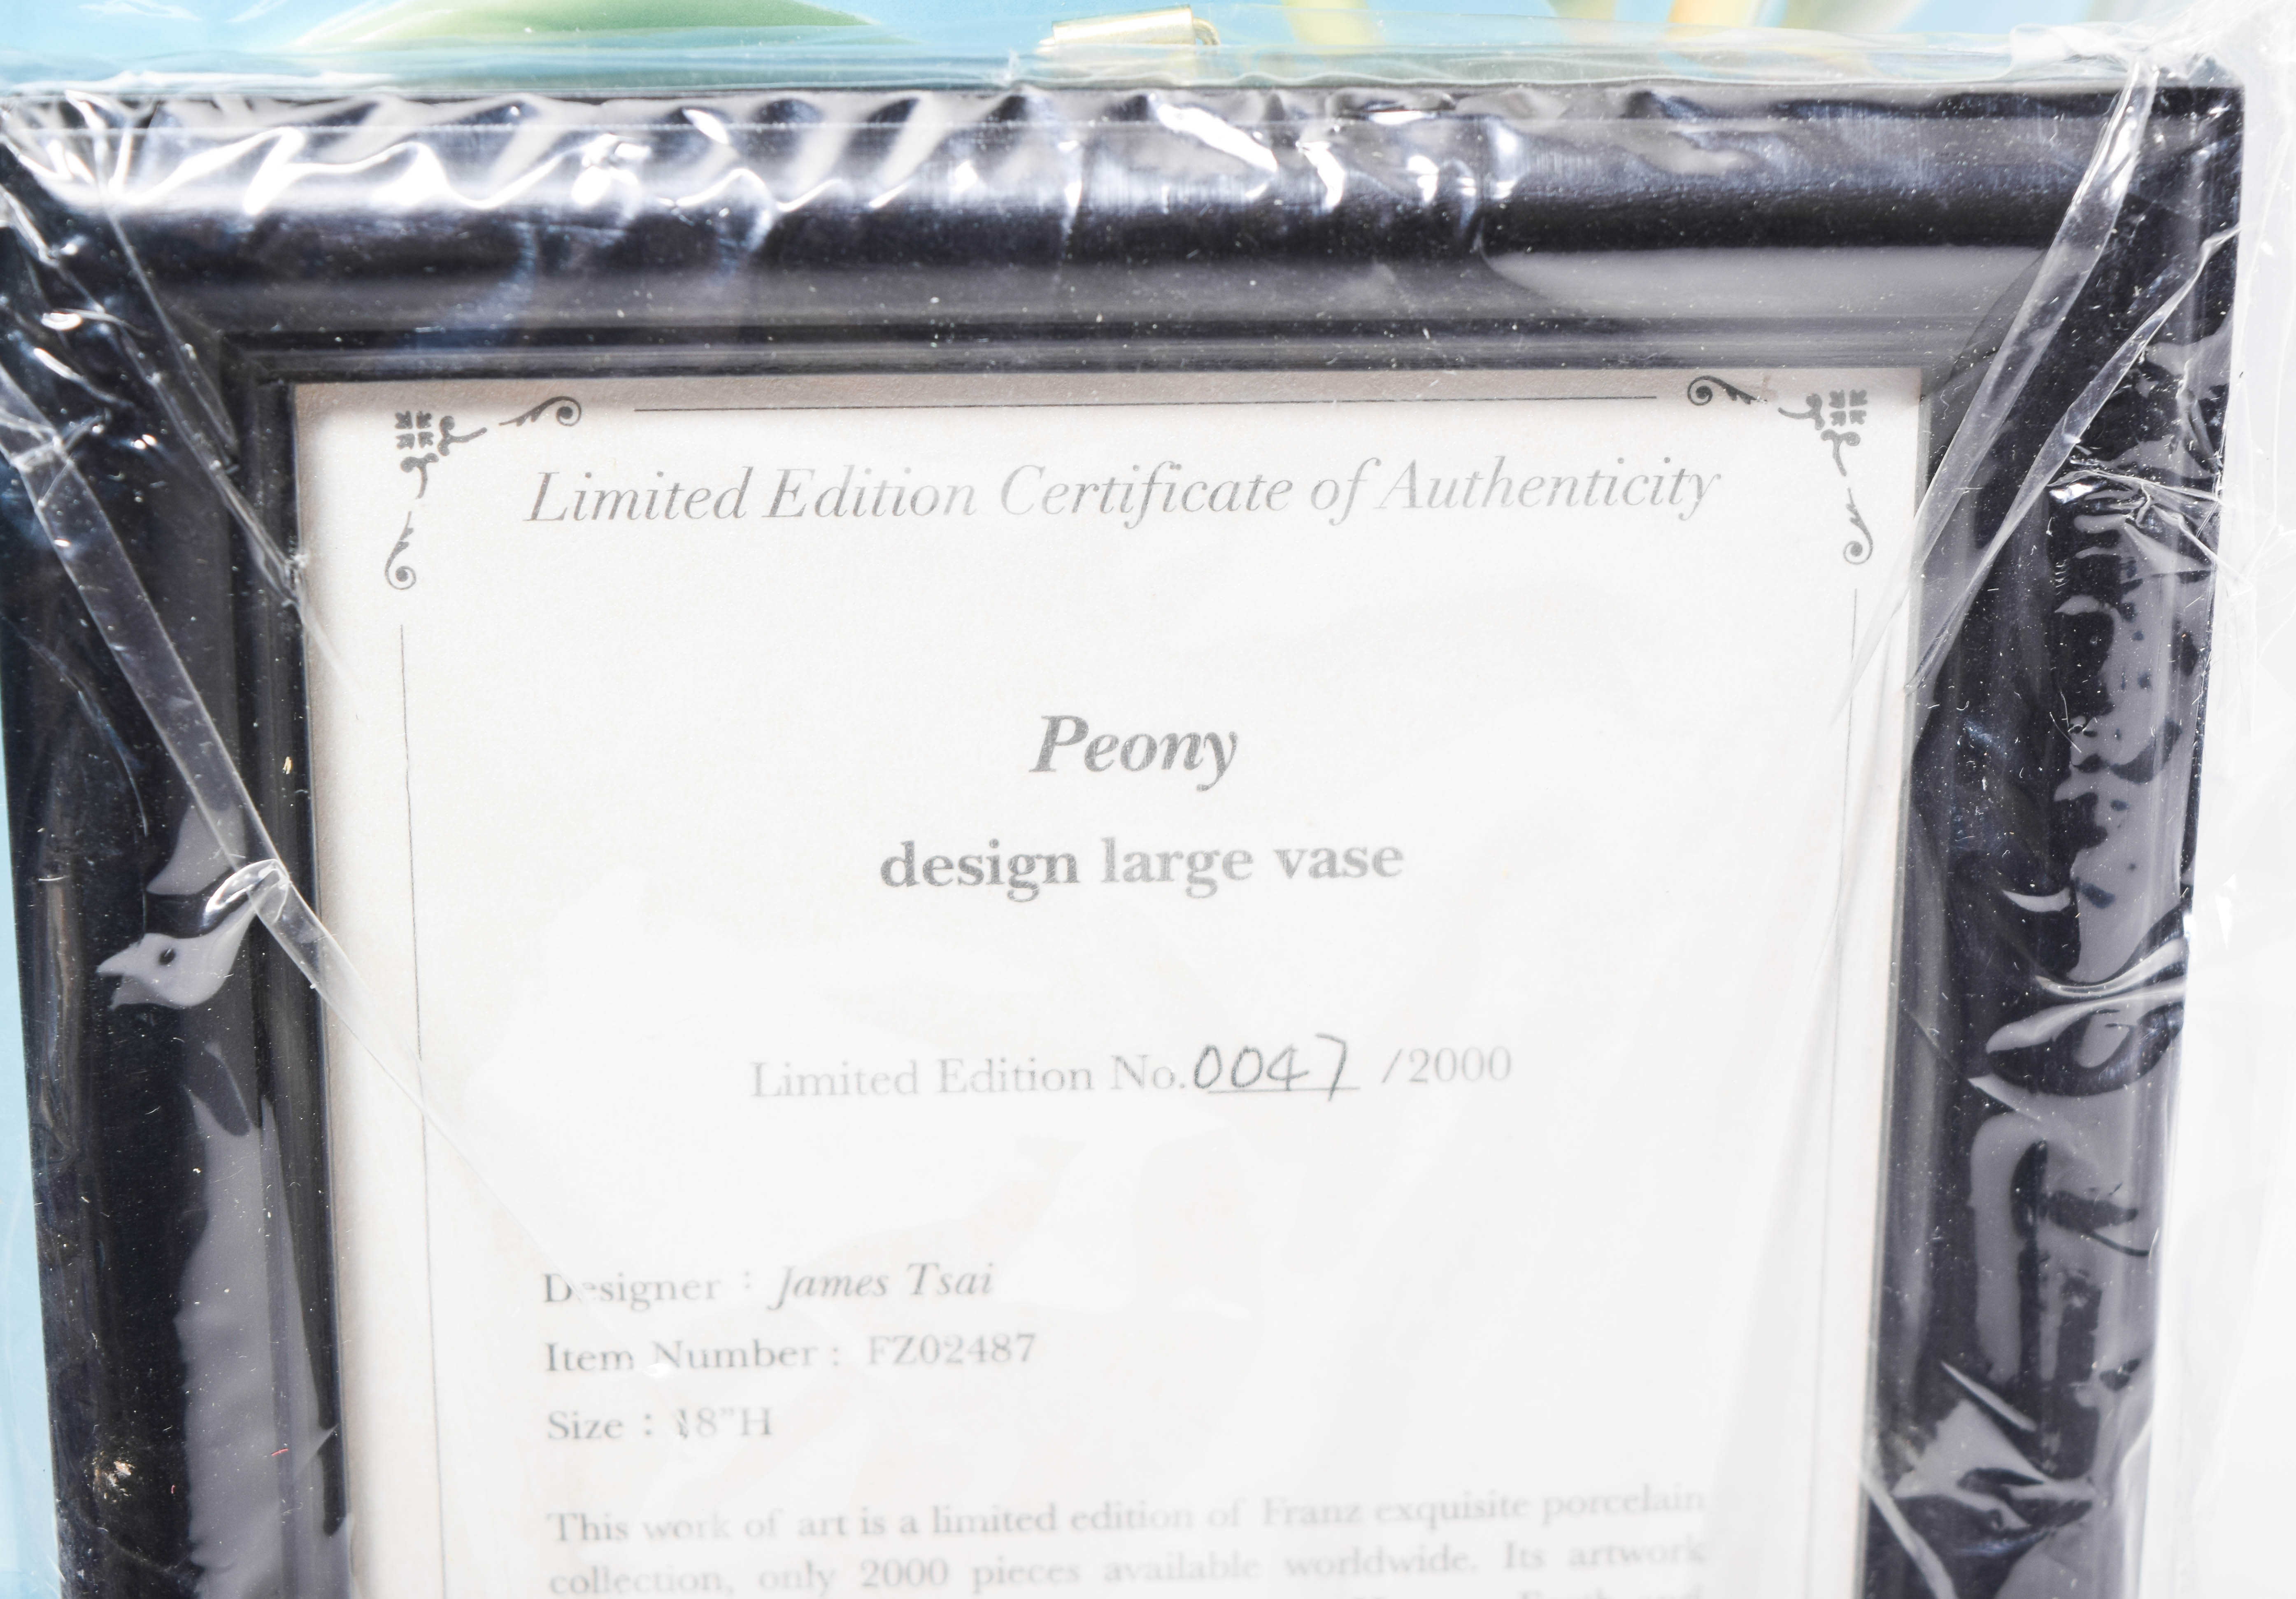 Limited Edition Certificate of Authenticity
Peony
design large vase
Limited Edition No.0047 /2000
Designer : James Tsai
Item Number : FZ02487
Size : 18"H
This work of art is a limited edition of Franz exquisite porcelain
collection, only 2000 pieces available worldwide. Its artwork